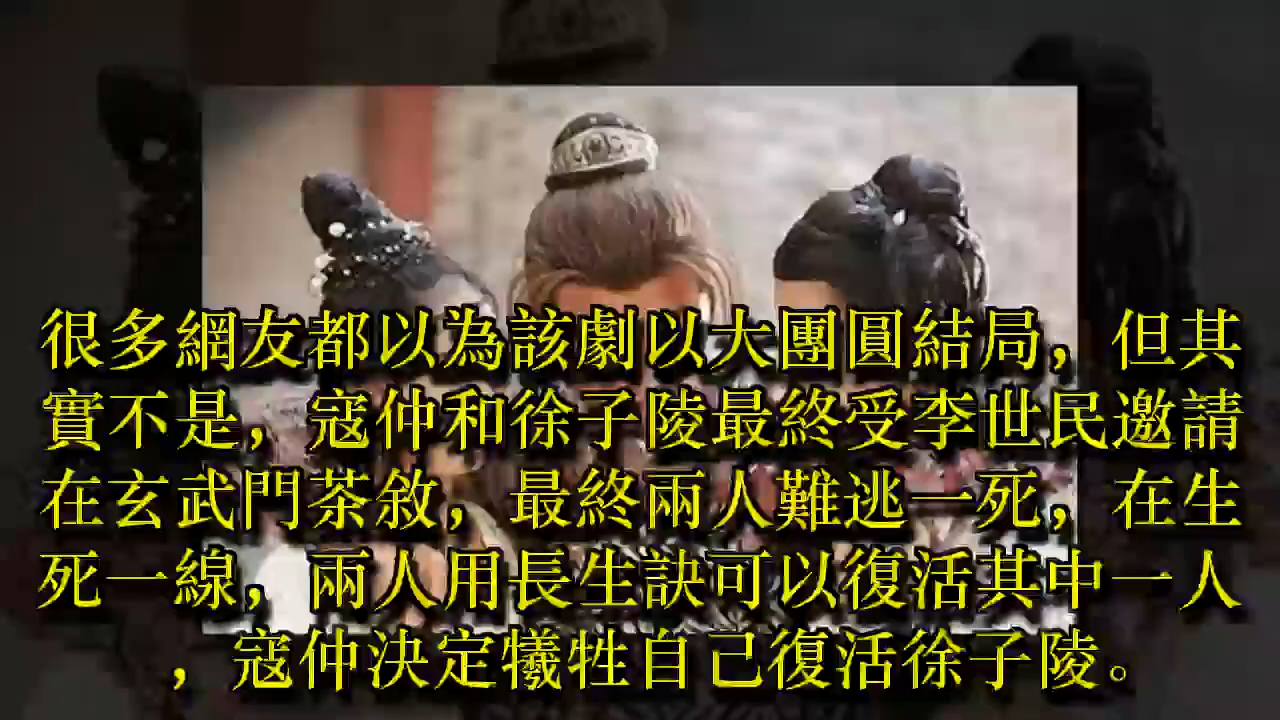 很多網友都以為該劇以大團圓結局，但其
實不是，寇仲和徐子陵最終受李世民邀請
在玄武門茶敘，最終兩人難逃一死，在生
死一線，兩人用長生訣可以復活其中一人
，寇仲決定犧牲自己復活徐子陵。